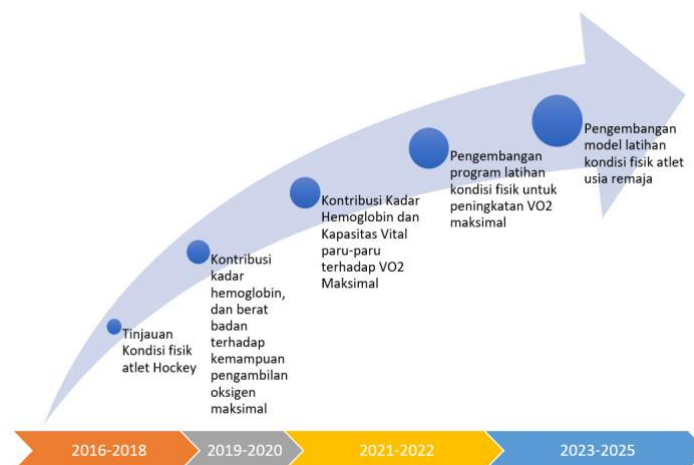 Tinjauan
Kondisi fisik
atlet Hockey
Kontribusi
kadar
hemoglobin,
dan berat
badan
terhadap
kemampuan
pengambilan
oksigen
maksimal
Kontribusi Kadar
Hemoglobin dan
Kapasitas Vital
paru-paru
terhadap VO2
Maksimal
Pengembangan
program latihan
kondisi fisik untuk
peningkatan VO2
maksimal
Pengembangan
model latihan
kondisi fisik atlet
usia remaja
2016-2018
2019-2020
2021-2022
2023-2025